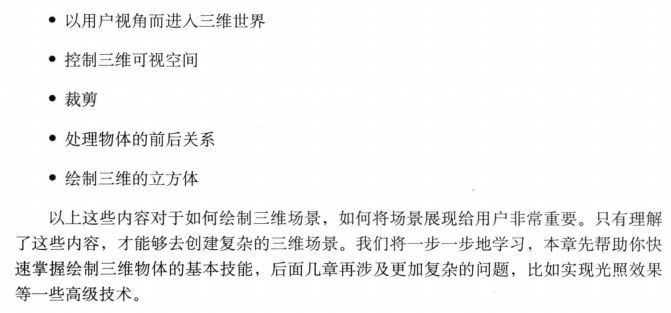 • 以用户视角而进入三维世界
• 控制三维可视空间
• 裁剪
• 处理物体的前后关系
• 绘制三维的立方体
以上这些内容对于如何绘制三维场景，如何将场景展现给用户非常重要。只有理解
了这些内容，才能够去创建复杂的三维场景。我们将一步一步地学习，本章先帮助你快
速掌握绘制三维物体的基本技能，后面几章再涉及更加复杂的问题，比如实现光照效果
等一些高级技术。